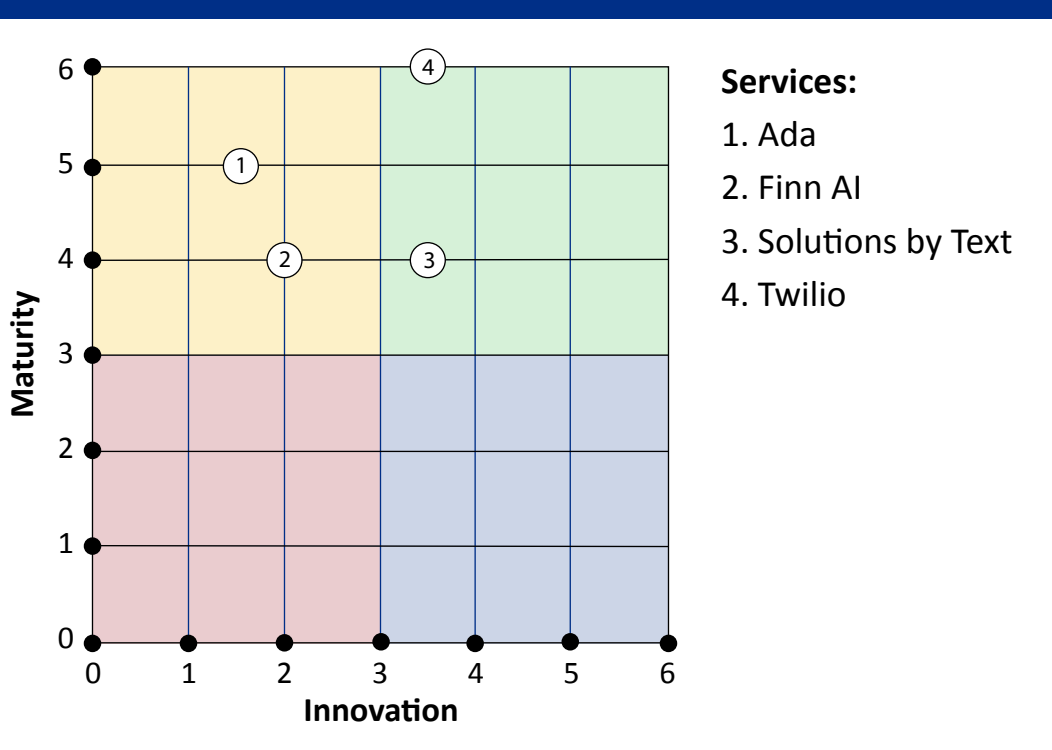 6
5
4
3
2
1
0
Maturity
4
1
2
3
0 1 2 3 4 5 6
Innovation
Services:
1. Ada
2. Finn AI
3. Solutions by Text
4. Twilio